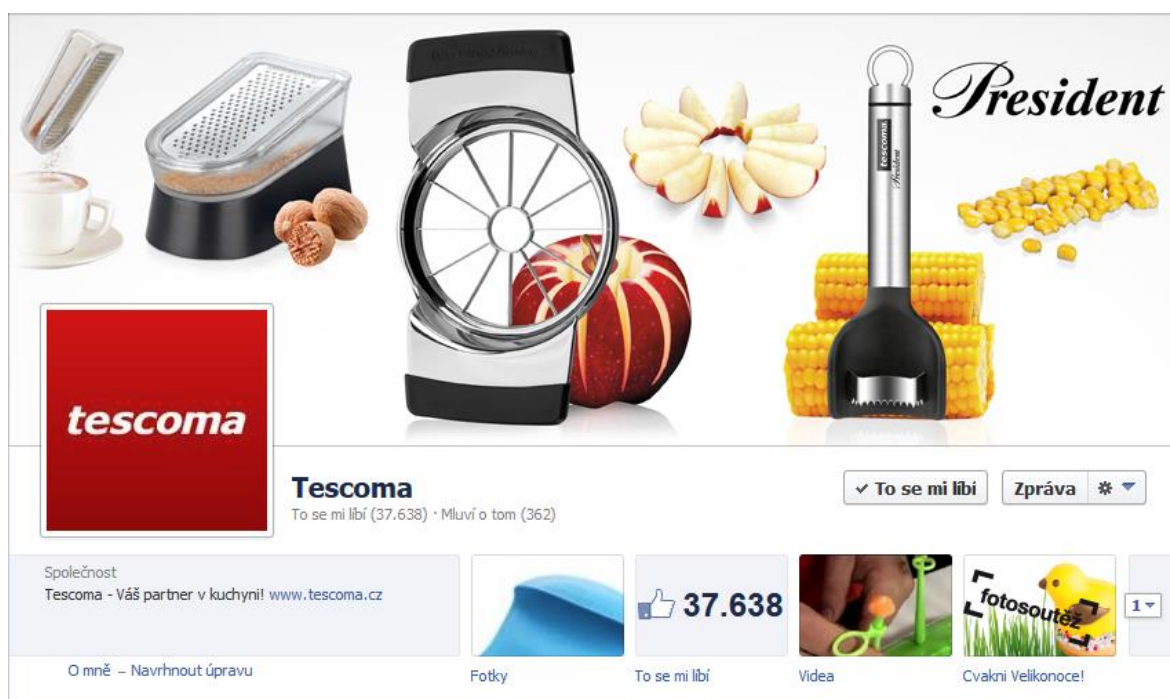 President
tescoma
President
tescoma
Tescoma
To se mi líbí (37.638) · Mluví o tom (362)
✓ To se mi líbí
Zpráva
Společnost
Tescoma - Váš partner v kuchyni! www.tescoma.cz
37.638
fotosoutěž
1
O mně – Navrhnout úpravu
Fotky
To se mi líbí
Videa
Cvakni Velikonoce!